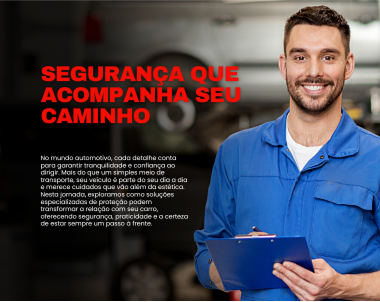 SEGURANÇA QUE
ACOMPANHA SEU
CAMINHO
No mundo automotivo, cada detalhe conta
para garantir tranquilidade e confiança ao
dirigir. Mais do que um simples meio de
transporte, seu veículo é parte do seu dia a dia
e merece cuidados que vão além da estética.
Nesta jornada, exploramos como soluções
especializadas de proteção podem
transformar a relação com seu carro,
oferecendo segurança, praticidade e a certeza
de estar sempre um passo à frente.